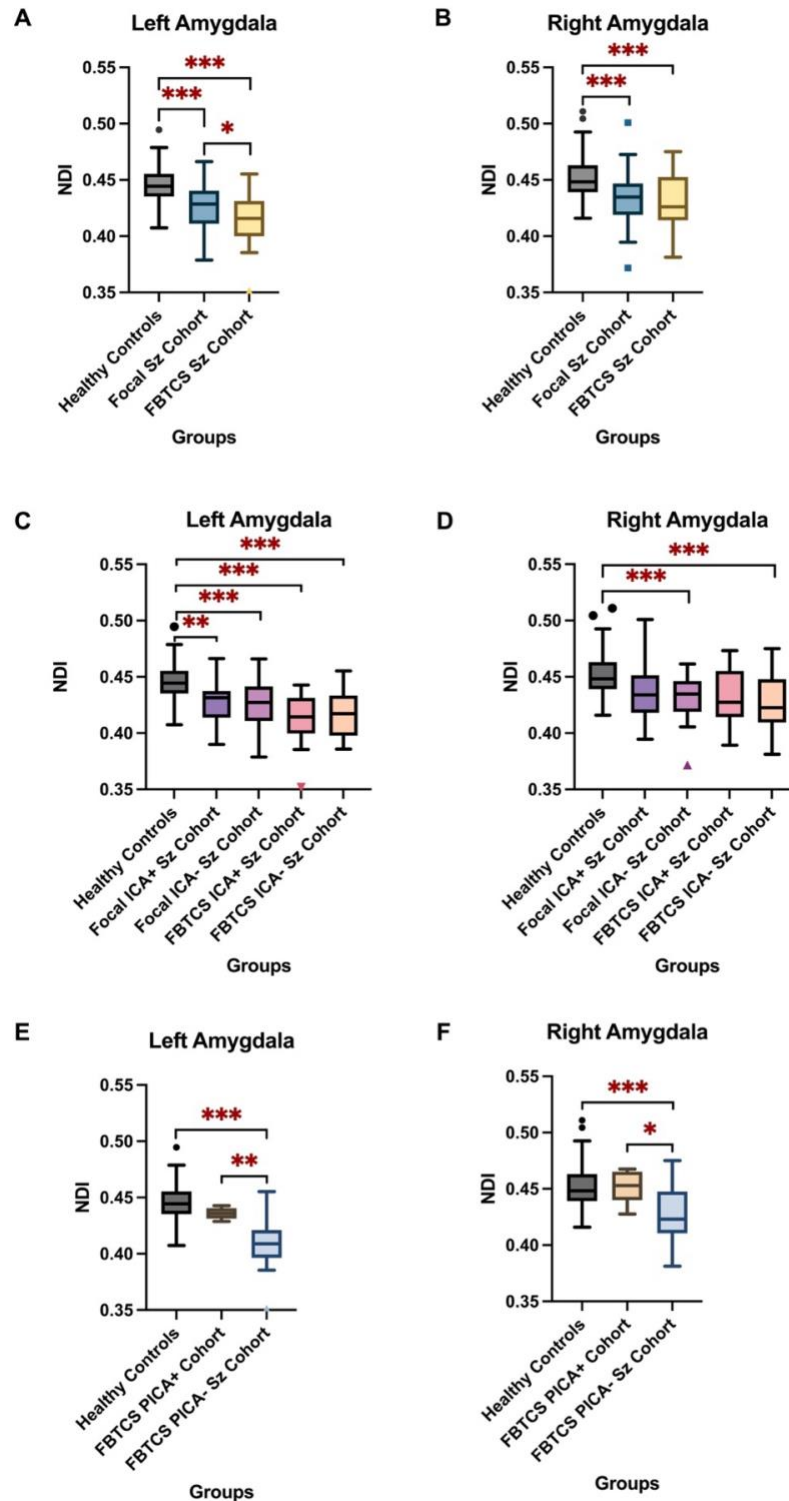 A
Left Amygdala
NDI
0.55
0.50
0.45
0.40
0.35
***
***
*
Healthy Controls
Focal Sz Cohort
FBTCS Sz Cohort
Groups
B
Right Amygdala
NDI
0.55
0.50
0.45
0.40
0.35
***
***
Healthy Controls
Focal Sz Cohort
FBTCS Sz Cohort
Groups
C
Left Amygdala
NDI
0.55
0.50
0.45
0.40
0.35
***
***
***
**
Healthy Controls
Focal ICA+ Sz Cohort
Focal ICA- Sz Cohort
FBTCS ICA+ Sz Cohort
FBTCS ICA- Sz Cohort
Groups
D
Right Amygdala
NDI
0.55
0.50
0.45
0.40
0.35
***
***
Healthy Controls
Focal ICA+ Sz Cohort
Focal ICA- Sz Cohort
FBTCS ICA+ Sz Cohort
FBTCS ICA- Sz Cohort
Groups
E
Left Amygdala
NDI
0.55
0.50
0.45
0.40
0.35
***
**
Healthy Controls
FBTCS PICA+ Cohort
FBTCS PICA- Sz Cohort
Groups
F
Right Amygdala
NDI
0.55
0.50
0.45
0.40
0.35
***
*
Healthy Controls
FBTCS PICA+ Cohort
FBTCS PICA- Sz Cohort
Groups